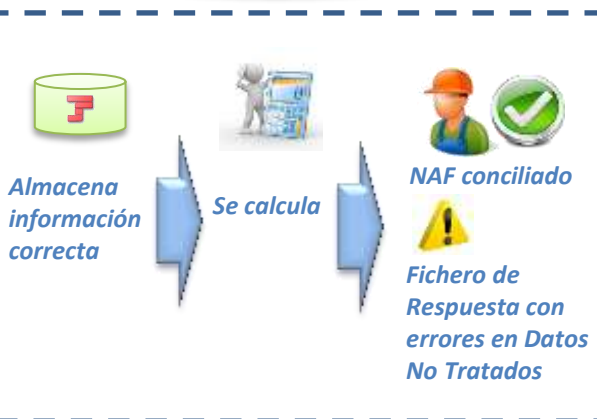 Almacena
información
correcta
Se calcula
NAF conciliado
Fichero de
Respuesta con
errores en Datos
No Tratados